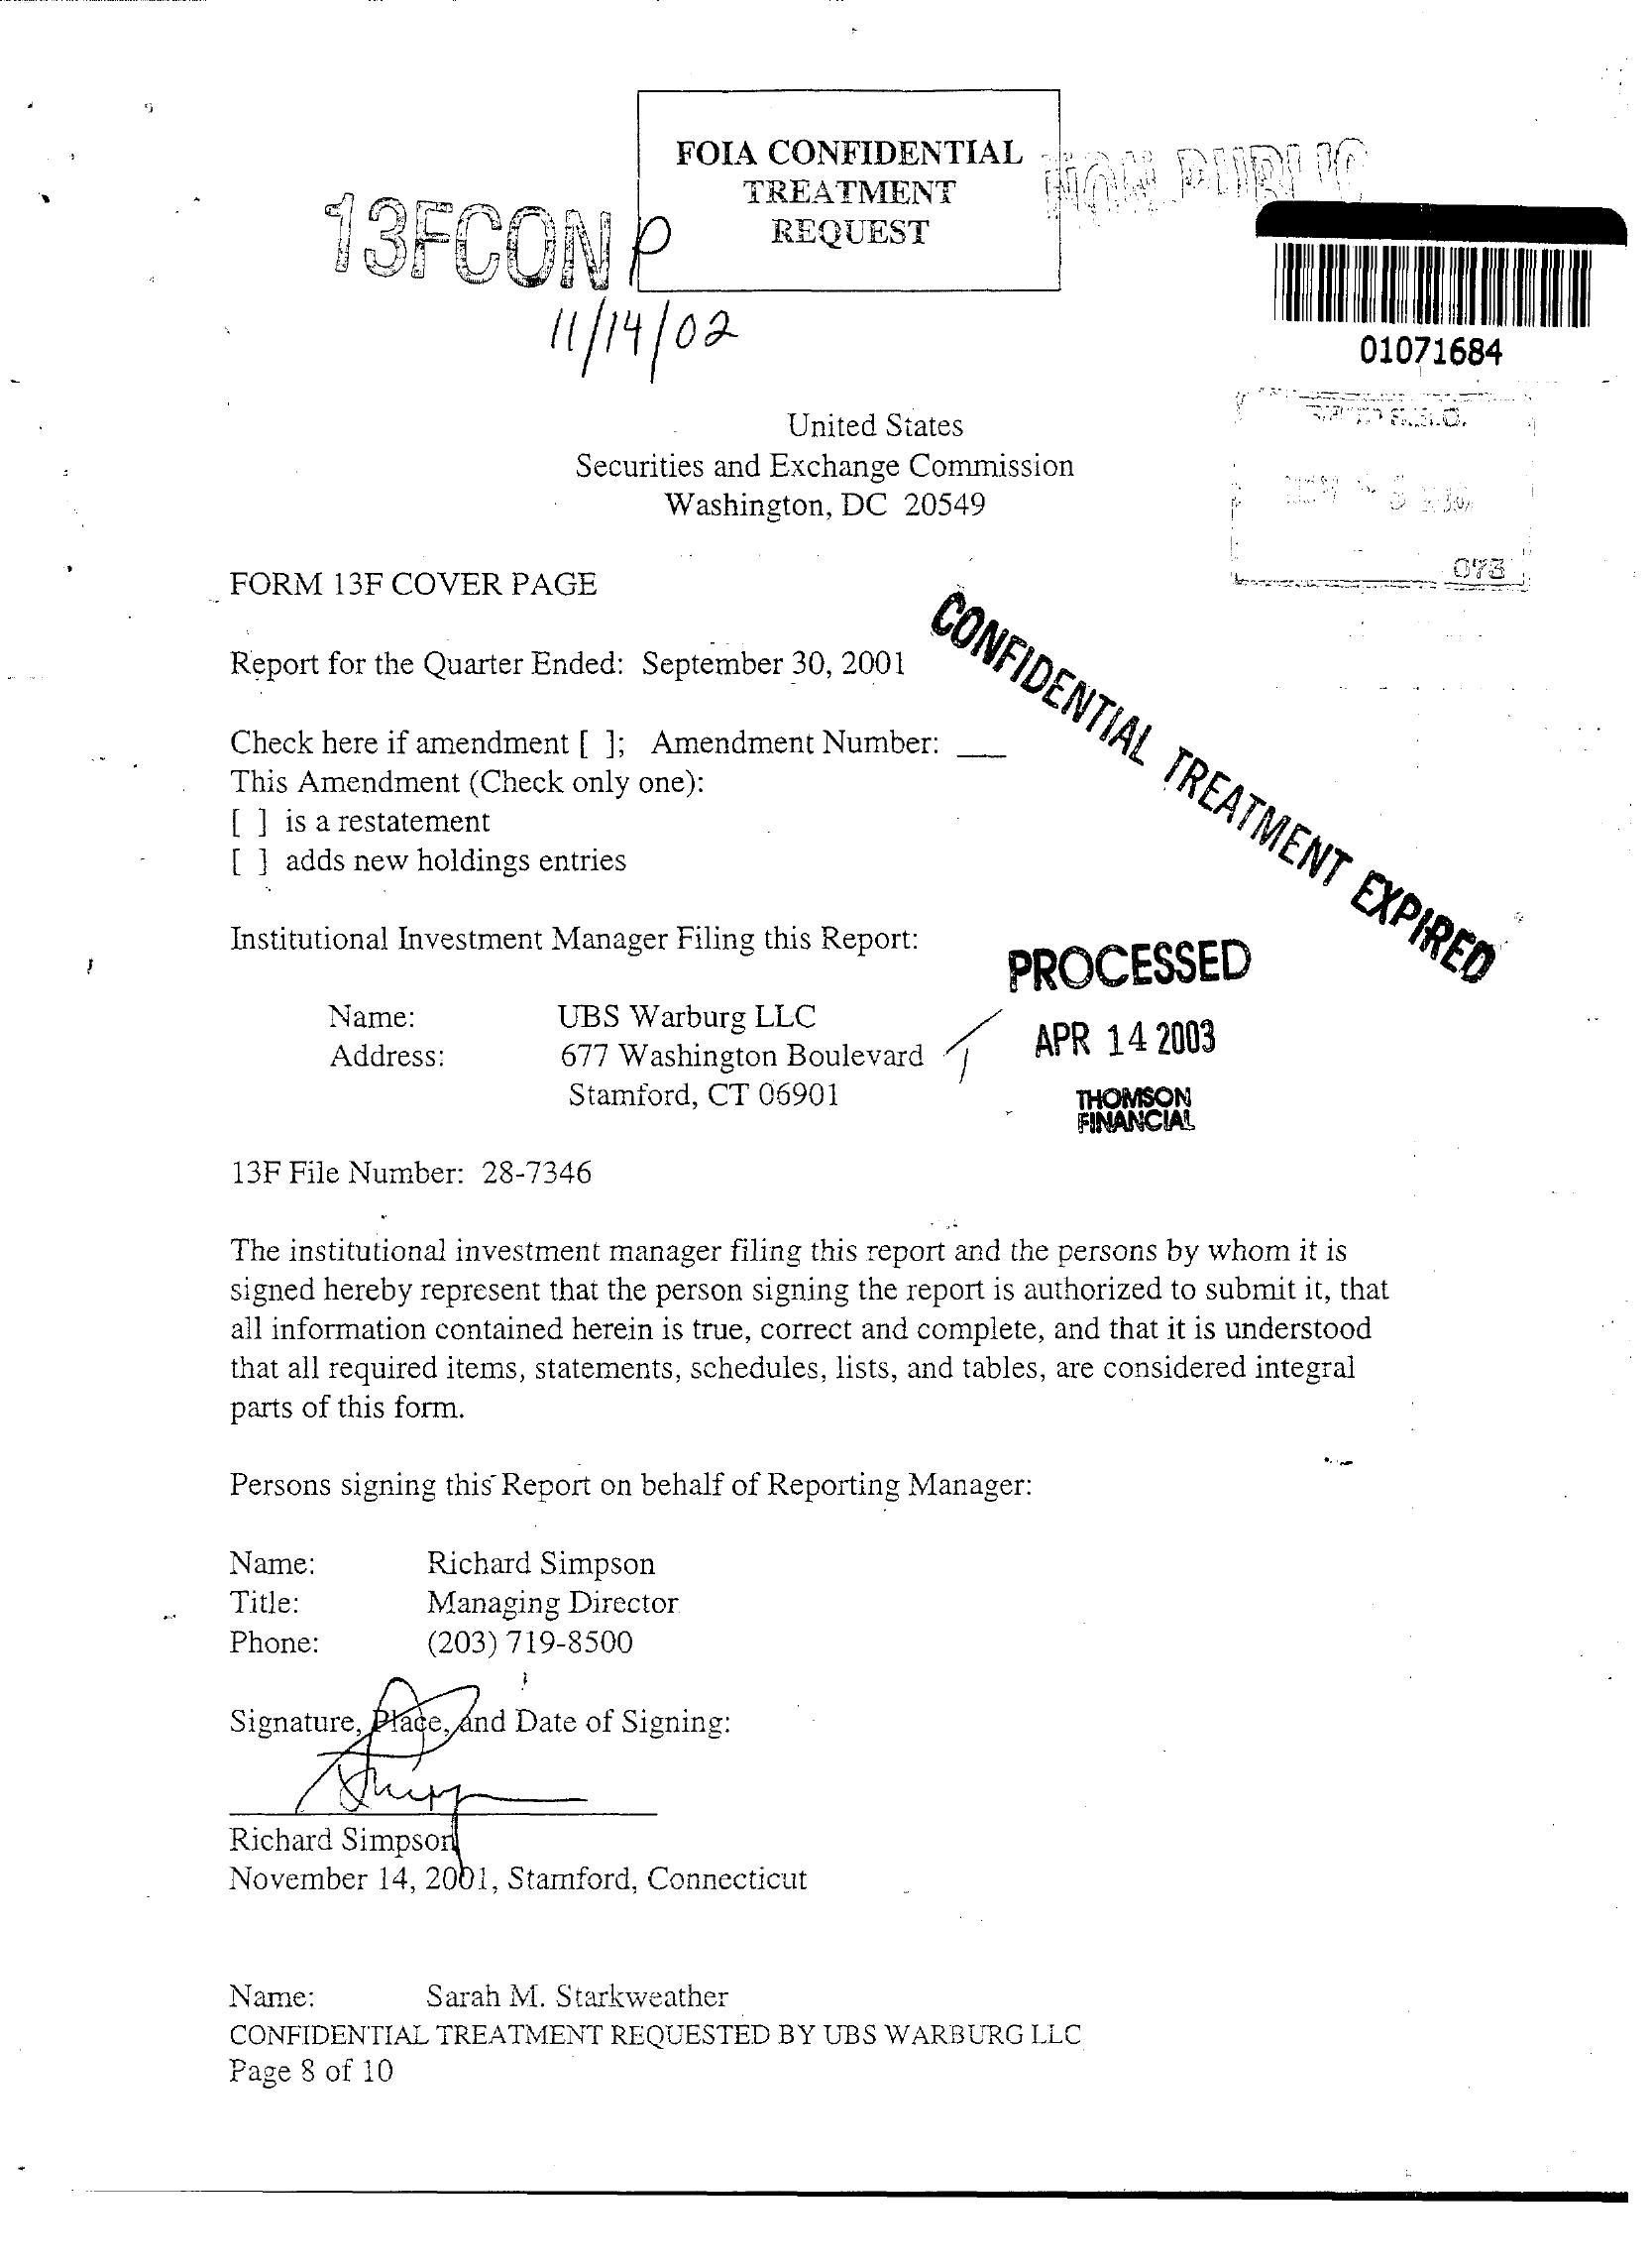 FOIA CONFIDENTIAL
TREATMENT
REQUEST
NON PUBLIC
13FCON P
11/14/02
01071684
United States
Securities and Exchange Commission
Washington, DC 20549
S.E.C.
073
FORM 13F COVER PAGE
Report for the Quarter Ended: September 30, 2001
CONFIDENTIAL TREATMENT EXPIRED
Check here if amendment [ ]; Amendment Number: ___
This Amendment (Check only one):
[ ] is a restatement
[ ] adds new holdings entries
Institutional Investment Manager Filing this Report:
PROCESSED
APR 14 2003
THOMSON
FINANCIAL
Name: UBS Warburg LLC
Address: 677 Washington Boulevard
Stamford, CT 06901
13F File Number: 28-7346
The institutional investment manager filing this report and the persons by whom it is
signed hereby represent that the person signing the report is authorized to submit it, that
all information contained herein is true, correct and complete, and that it is understood
that all required items, statements, schedules, lists, and tables, are considered integral
parts of this form.
Persons signing this Report on behalf of Reporting Manager:
Name: Richard Simpson
Title: Managing Director
Phone: (203) 719-8500
Signature, Place, and Date of Signing:
Richard Simpson
November 14, 2001, Stamford, Connecticut
Name: Sarah M. Starkweather
CONFIDENTIAL TREATMENT REQUESTED BY UBS WARBURG LLC
Page 8 of 10